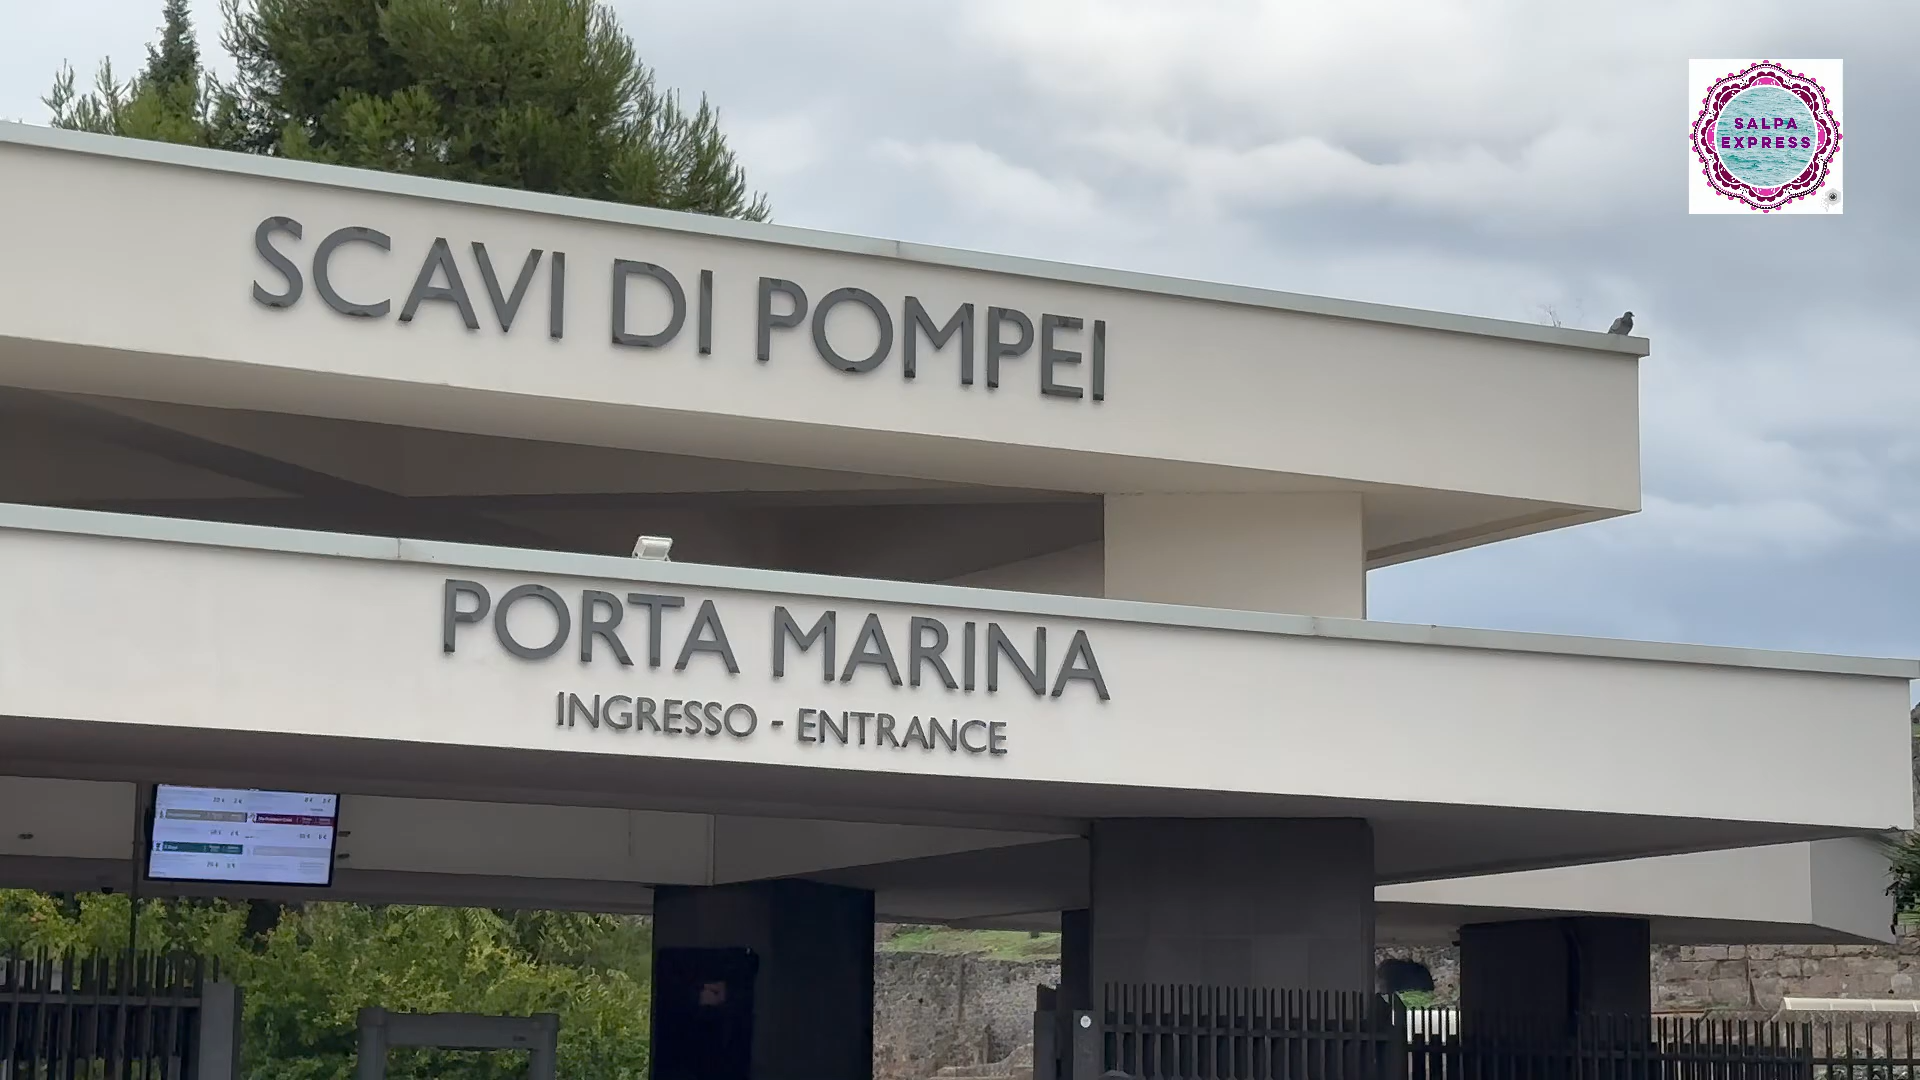 SALPA
EXPRESS
SCAVI DI POMPEI
PORTA MARINA
INGRESSO - ENTRANCE